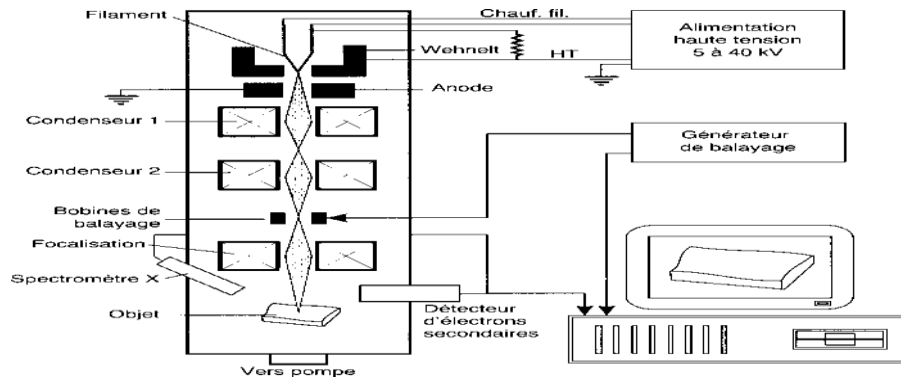 Filament
Chauf. fil.
Alimentation
haute tension
5 à 40 kV
Wehnelt
HT
Anode
Condenseur 1
Générateur
de balayage
Condenseur 2
Bobines de
balayage
Focalisation
Spectromètre X
Objet
Détecteur
d'électrons
secondaires
Vers pompe